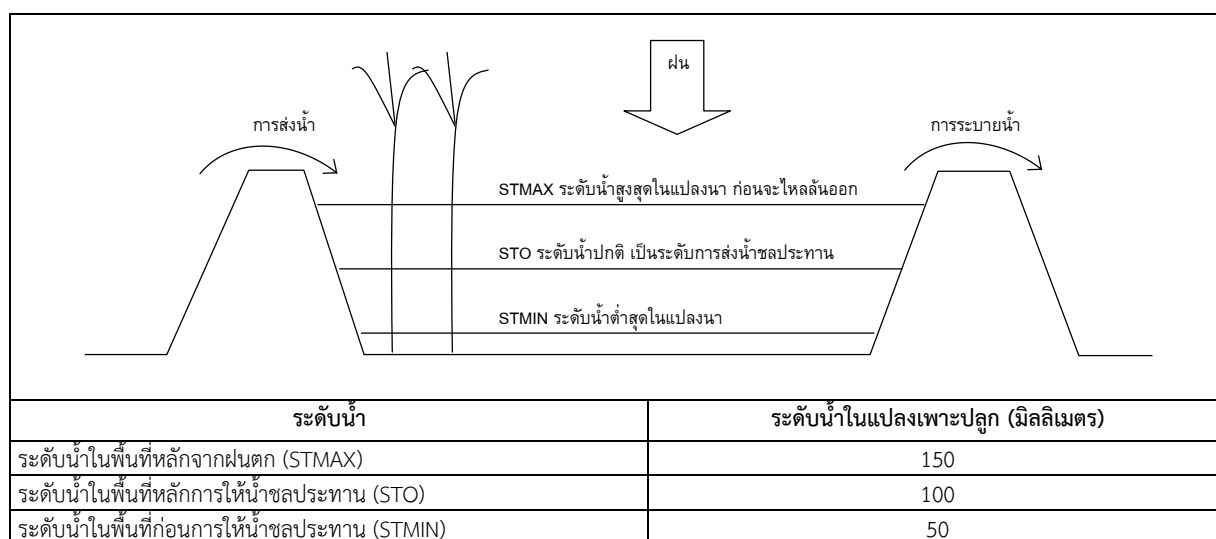 ฝน
การส่งน้ำ
การระบายน้ำ
STMAX ระดับน้ำสูงสุดในแปลงนา ก่อนจะไหลล้นออก
STO ระดับน้ำปกติ เป็นระดับการส่งน้ำชลประทาน
STMIN ระดับน้ำต่ำสุดในแปลงนา
ระดับน้ำ ระดับน้ำในแปลงเพาะปลูก (มิลลิเมตร)
ระดับน้ำในพื้นที่หลักจากฝนตก (STMAX) 150
ระดับน้ำในพื้นที่หลักการให้น้ำชลประทาน (STO) 100
ระดับน้ำในพื้นที่ก่อนการให้น้ำชลประทาน (STMIN) 50